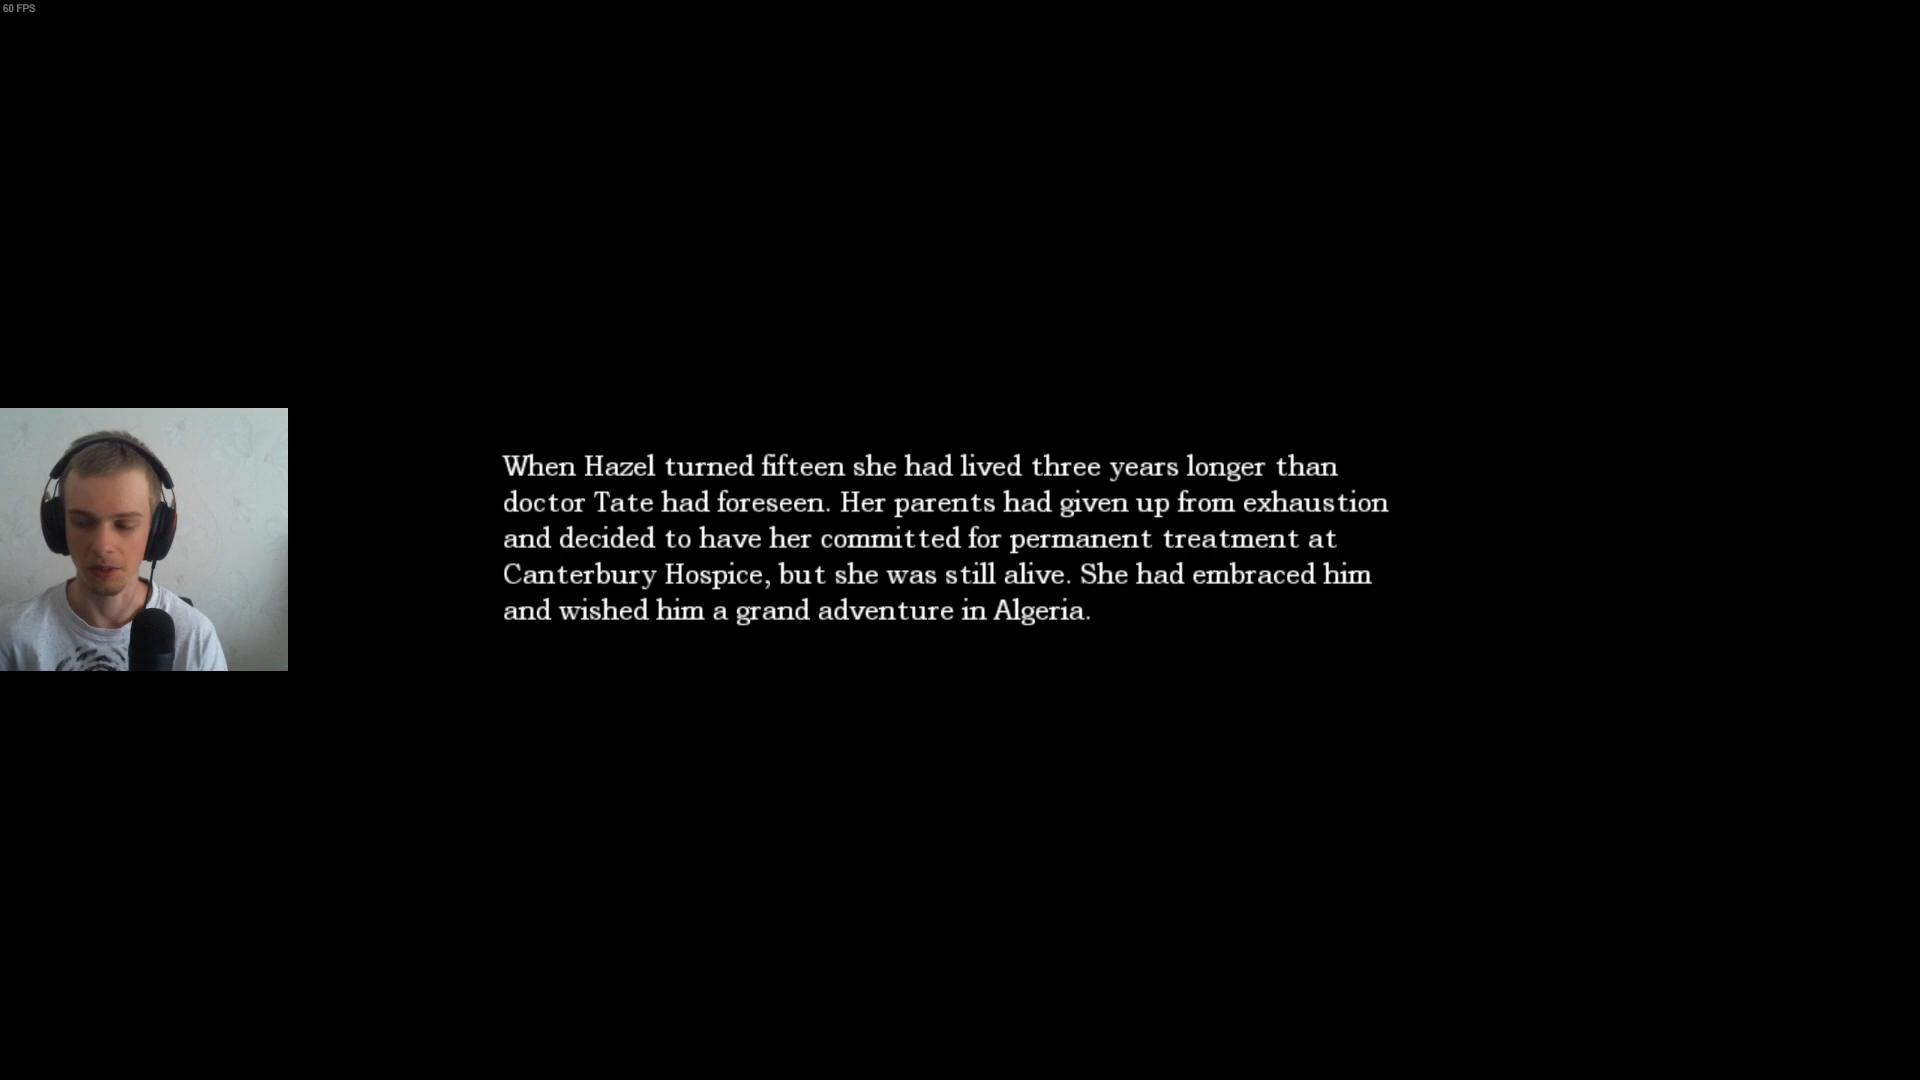 60 FPS
When Hazel turned fifteen she had lived three years longer than
doctor Tate had foreseen. Her parents had given up from exhaustion
and decided to have her committed for permanent treatment at
Canterbury Hospice, but she was still alive. She had embraced him
and wished him a grand adventure in Algeria.